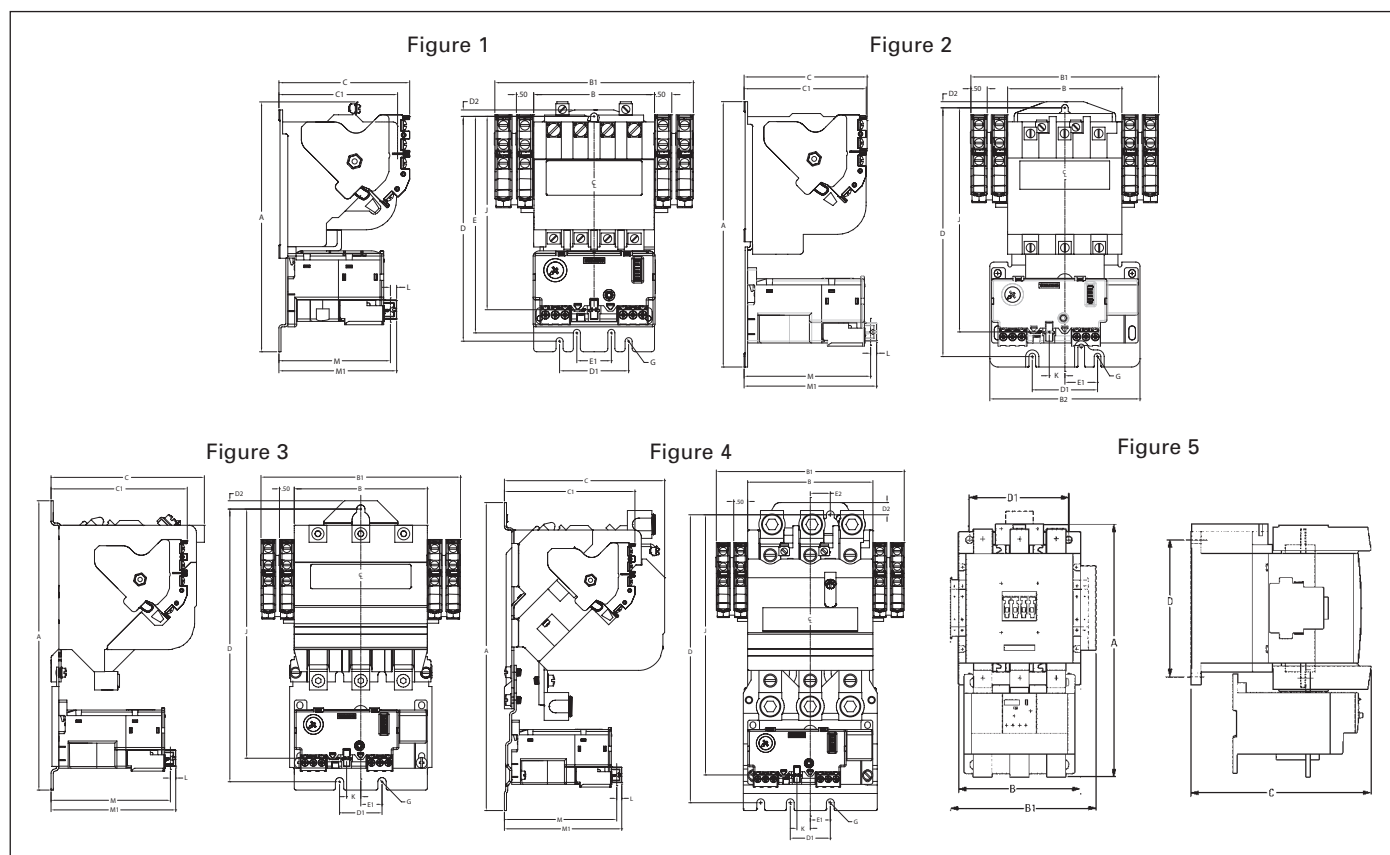 Figure 1
C
C1
A
L
M
M1
B1
D2
.50
B
.50
℄
J
E
D
E1
D1
G
Figure 2
C
C1
A
L
M
M1
B1
D2
.50
B
℄
J
D
K
E1
D1
G
B2
Figure 3
C
C1
A
L
M
M1
B1
D2
.50
B
℄
J
D
K
E1
D1
G
Figure 4
C
C1
A
L
M
M1
B1
B
.50
E2
D2
℄
J
D
K
E1
D1
G
Figure 5
D1
A
B
B1
D
C